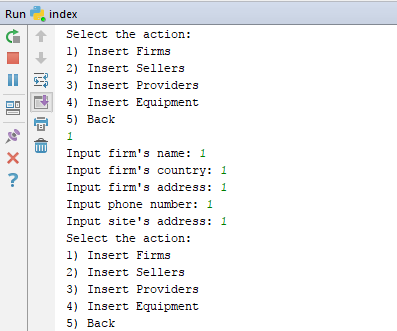 Run index
Select the action:
1) Insert Firms
2) Insert Sellers
3) Insert Providers
4) Insert Equipment
5) Back
1
Input firm's name: 1
Input firm's country: 1
Input firm's address: 1
Input phone number: 1
Input site's address: 1
Select the action:
1) Insert Firms
2) Insert Sellers
3) Insert Providers
4) Insert Equipment
5) Back